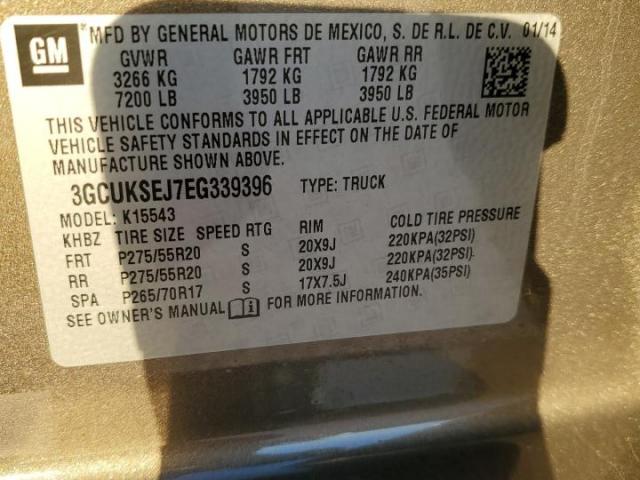 GM
MFD BY GENERAL MOTORS DE MEXICO, S. DE R.L. DE C.V. 01/14
GVWR GAWR FRT GAWR RR
3266 KG 1792 KG 1792 KG
7200 LB 3950 LB 3950 LB
THIS VEHICLE CONFORMS TO ALL APPLICABLE U.S. FEDERAL MOTOR
VEHICLE SAFETY STANDARDS IN EFFECT ON THE DATE OF
MANUFACTURE SHOWN ABOVE.
3GCUKSEJ7EG339396 TYPE: TRUCK
MODEL: K15543
KHBZ TIRE SIZE SPEED RTG RIM COLD TIRE PRESSURE
FRT P275/55R20 S 20X9J 220KPA(32PSI)
RR P275/55R20 S 20X9J 220KPA(32PSI)
SPA P265/70R17 S 17X7.5J 240KPA(35PSI)
SEE OWNER'S MANUAL FOR MORE INFORMATION.